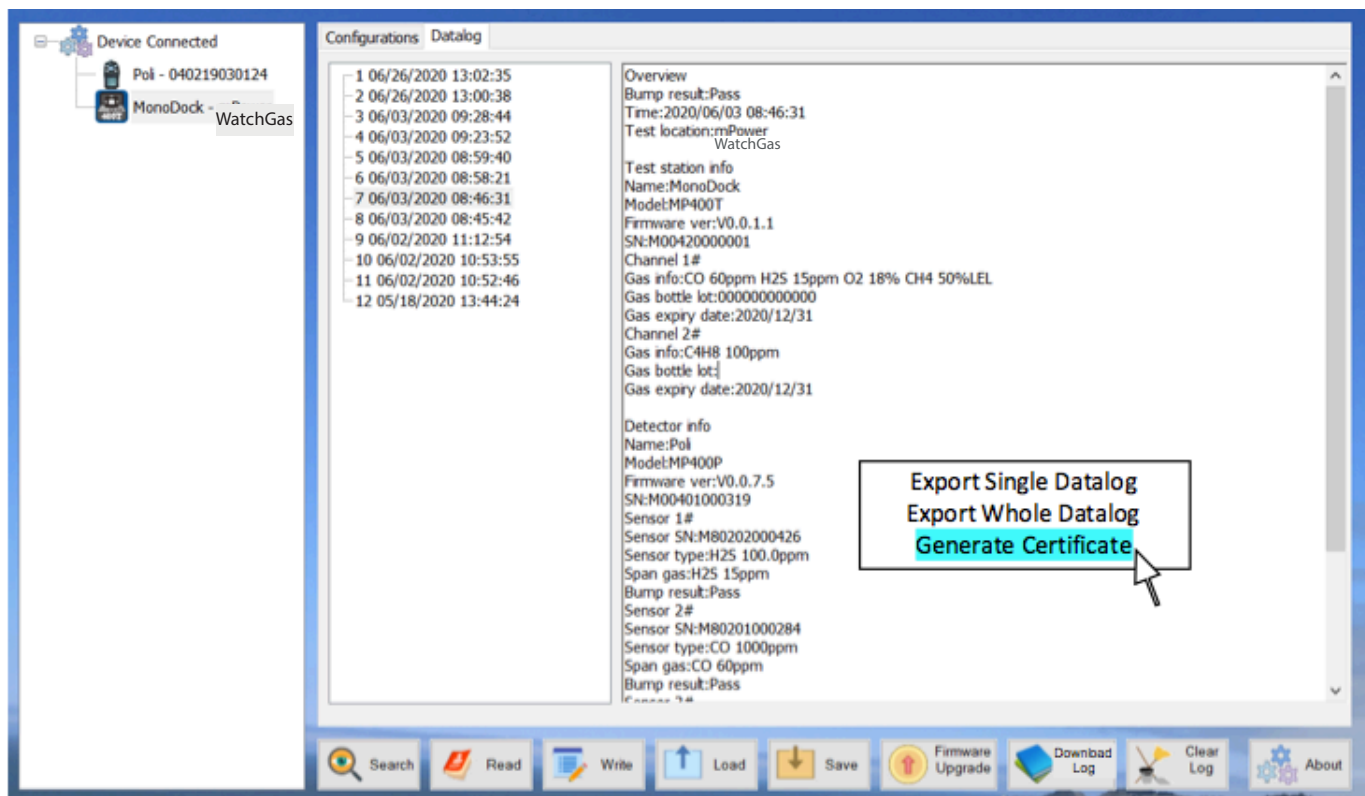 Device Connected
Poli - 040219030124
MonoDock -
WatchGas
Configurations Datalog
1 06/26/2020 13:02:35
2 06/26/2020 13:00:38
3 06/03/2020 09:28:44
4 06/03/2020 09:23:52
5 06/03/2020 08:59:40
6 06/03/2020 08:58:21
7 06/03/2020 08:46:31
8 06/03/2020 08:45:42
9 06/02/2020 11:12:54
10 06/02/2020 10:53:55
11 06/02/2020 10:52:46
12 05/18/2020 13:44:24
Overview
Bump result:Pass
Time:2020/06/03 08:46:31
Test location:mPower
WatchGas
Test station info
Name:MonoDock
Model:MP400T
Firmware ver:V0.0.1.1
SN:M00420000001
Channel 1#
Gas info:CO 60ppm H2S 15ppm O2 18% CH4 50%LEL
Gas bottle lot:000000000000
Gas expiry date:2020/12/31
Channel 2#
Gas info:C4H8 100ppm
Gas bottle lot:
Gas expiry date:2020/12/31
Detector info
Name:Poli
Model:MP400P
Firmware ver:V0.0.7.5
SN:M00401000319
Sensor 1#
Sensor SN:M80202000426
Sensor type:H2S 100.0ppm
Span gas:H2S 15ppm
Bump result:Pass
Sensor 2#
Sensor SN:M80201000284
Sensor type:CO 1000ppm
Span gas:CO 60ppm
Bump result:Pass
Export Single Datalog
Export Whole Datalog
Generate Certificate
Search
Read
Write
Load
Save
Firmware
Upgrade
Download
Log
Clear
Log
About